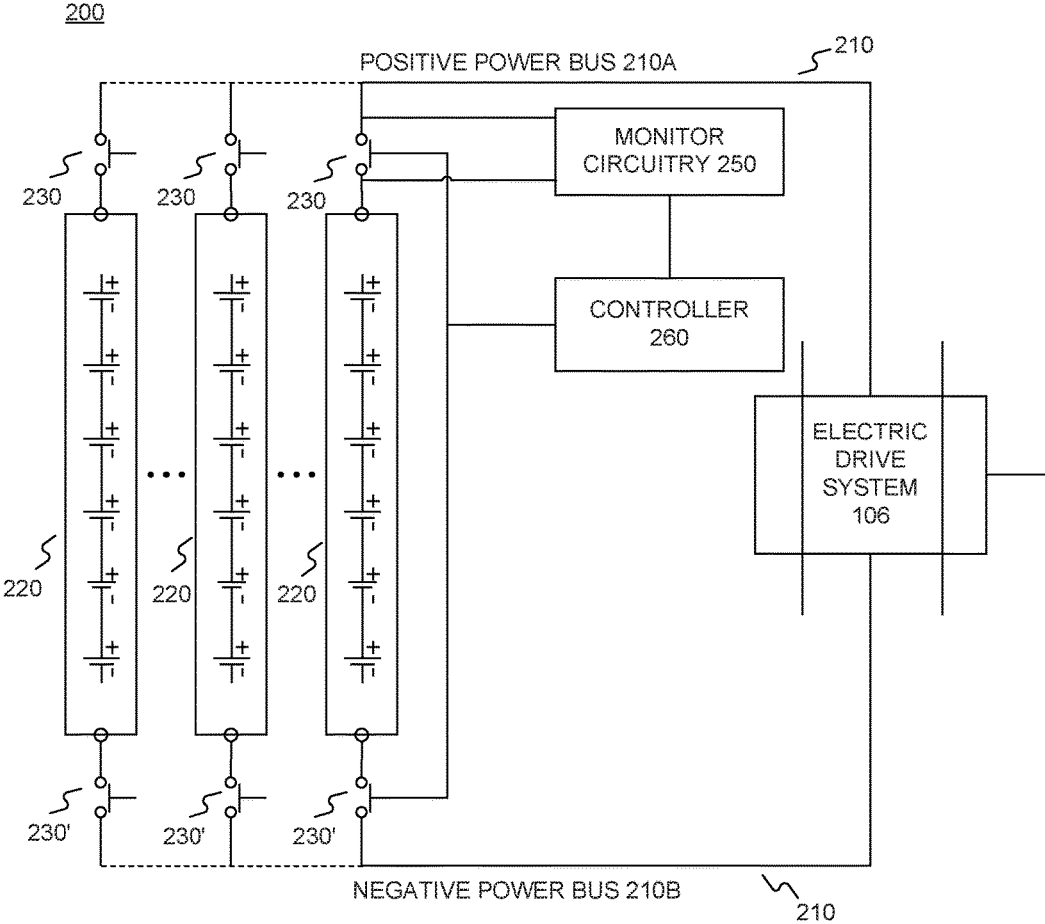 200
POSITIVE POWER BUS 210A
210
MONITOR
CIRCUITRY 250
230
230
230
CONTROLLER
260
+ + +
- - -
+ + +
- - -
+ + +
- - -
+ + +
- - -
+ + +
- - -
+ + +
- - -
ELECTRIC
DRIVE
SYSTEM
106
220
220
220
230'
230'
230'
NEGATIVE POWER BUS 210B
210